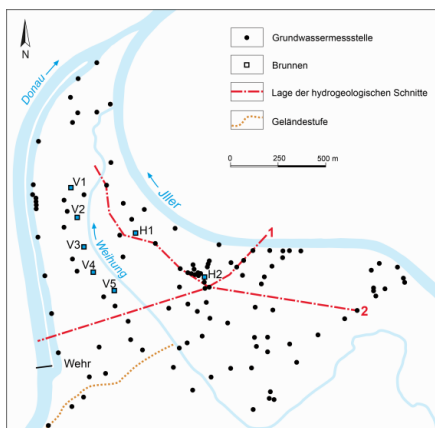 N
Donau
Grundwassermessstelle
Brunnen
Lage der hydrogeologischen Schnitte
Geländestufe
0 250 500 m
Jller
V1
V2
V3
V4
V5
H1
H2
Weihung
1
2
Wehr